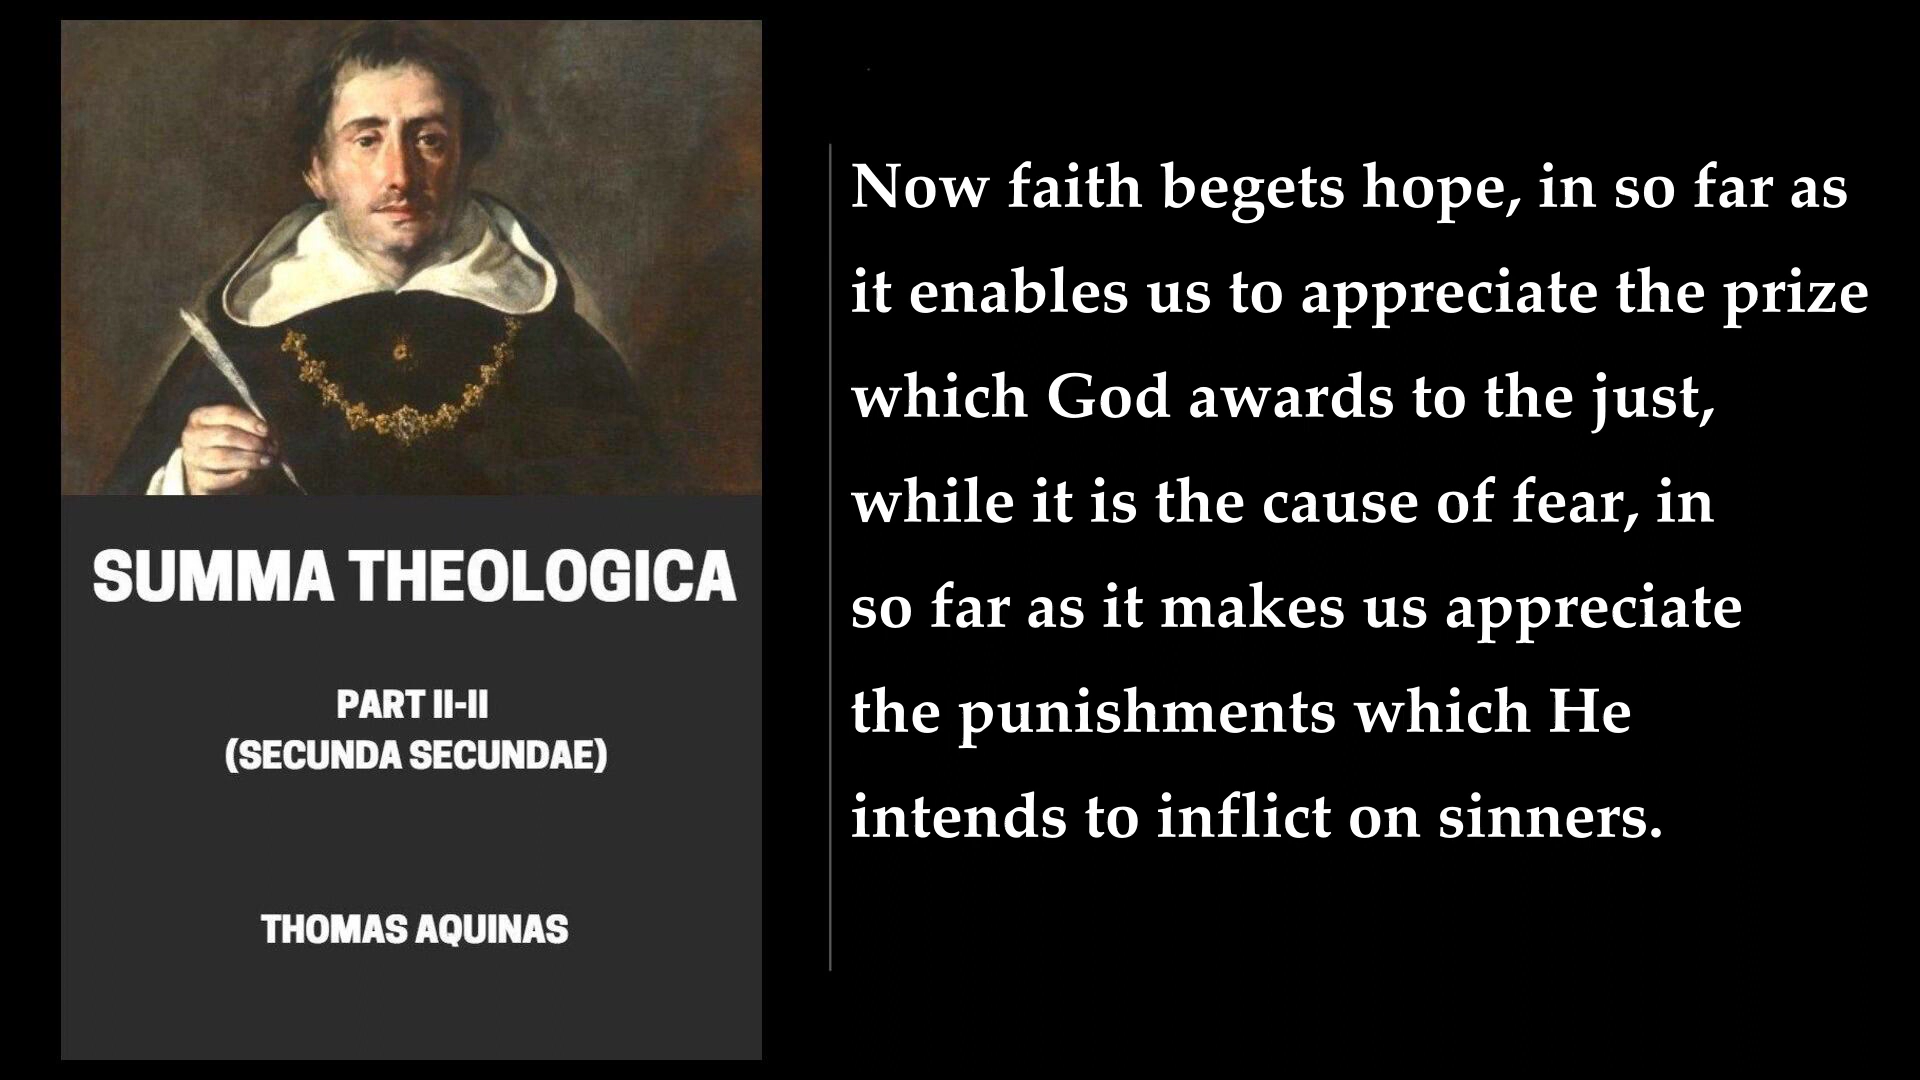 SUMMA THEOLOGICA
PART II-II
(SECUNDA SECUNDAE)
THOMAS AQUINAS
Now faith begets hope, in so far as
it enables us to appreciate the prize
which God awards to the just,
while it is the cause of fear, in
so far as it makes us appreciate
the punishments which He
intends to inflict on sinners.